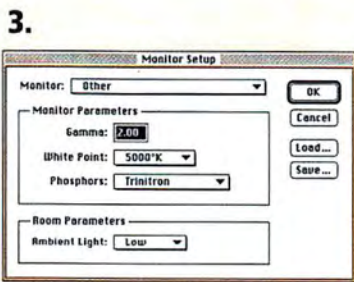 3.
Monitor Setup
Monitor: Other
OK
Monitor Parameters
Cancel
Gamma: 2.00
Load...
White Point: 5000°K
Save...
Phosphors: Trinitron
Room Parameters
Ambient Light: Low